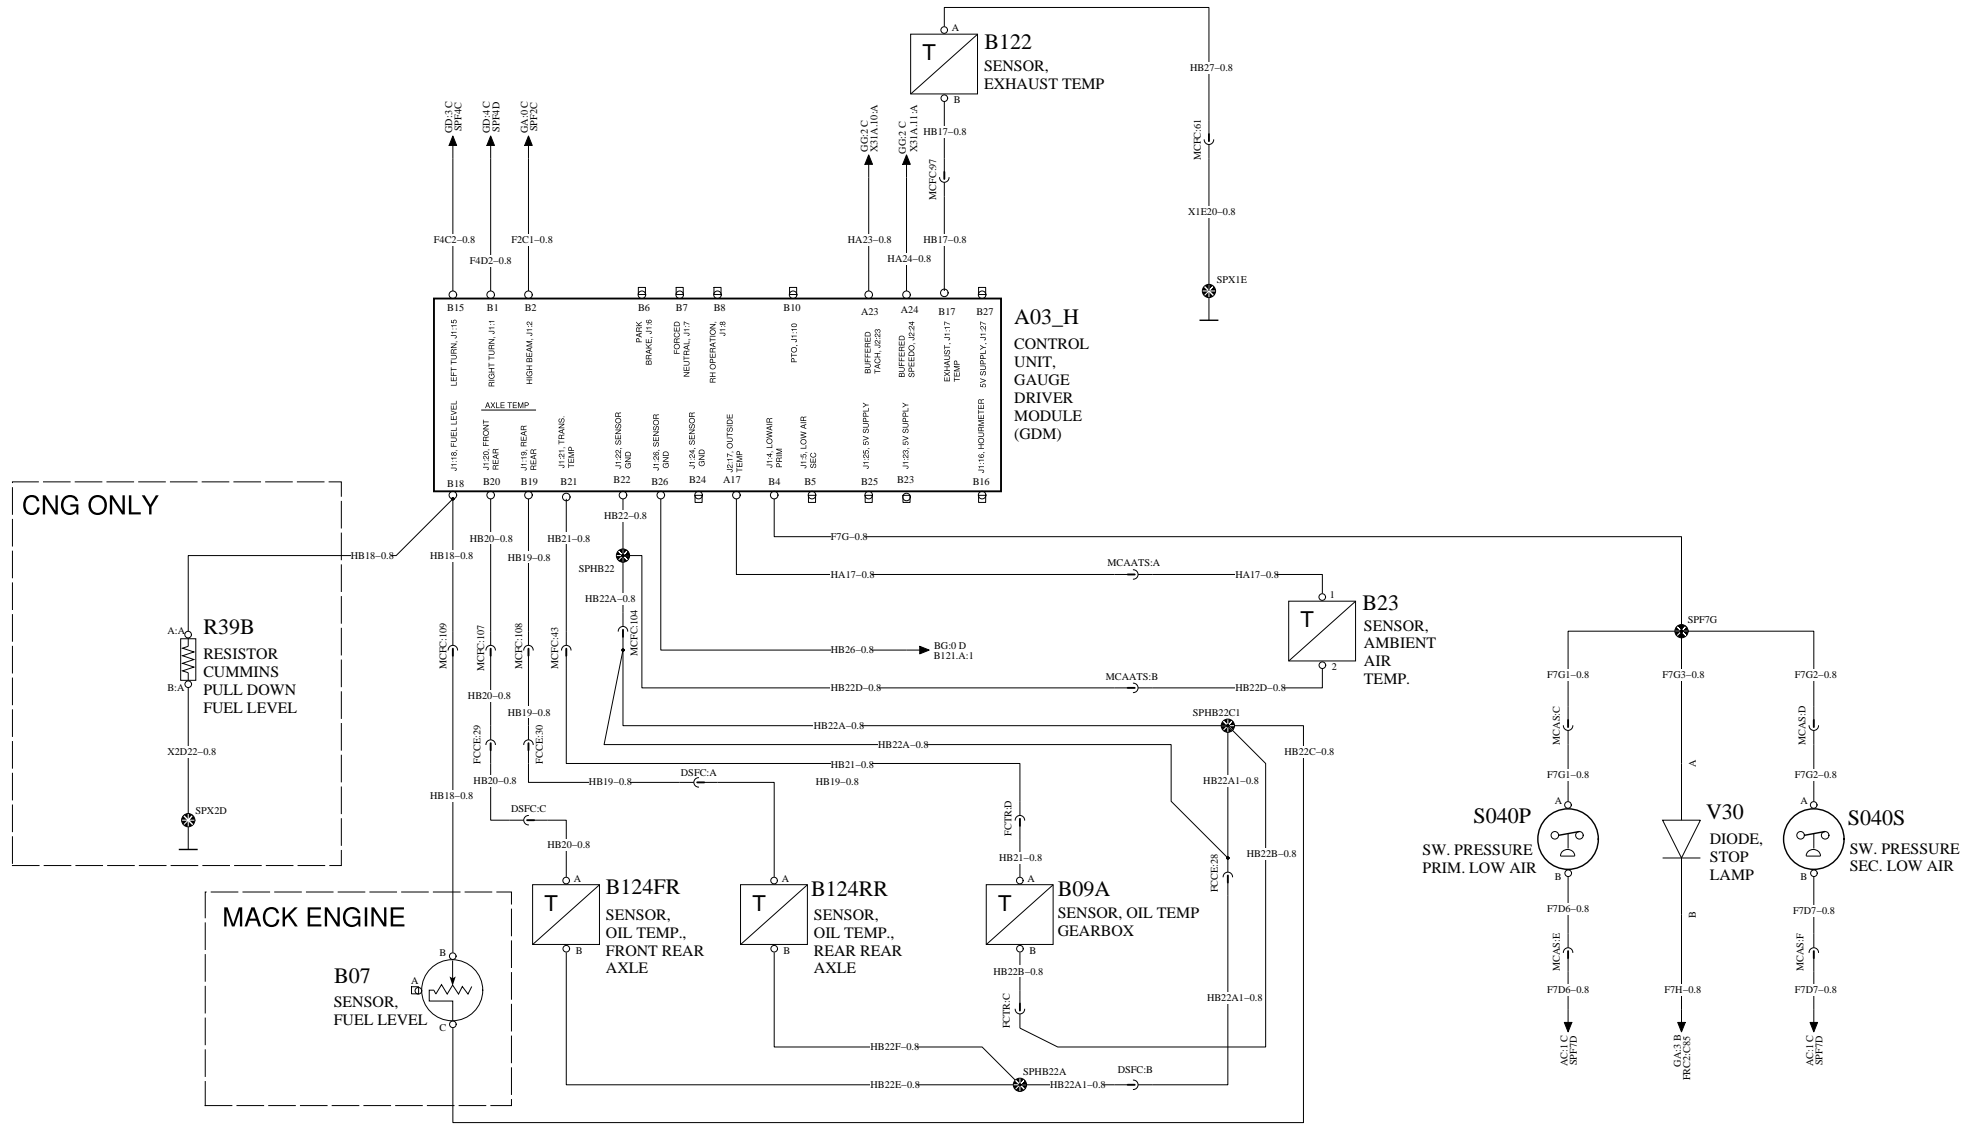 B122
SENSOR,
EXHAUST TEMP
A
B
HB27–0.8
MCFC:61
X1E20–0.8
SPX1E
GD:3 C
SPF4C
GD:4 C
SPF4D
GA:0 C
SPF2C
GG:2 C
X31A.10:A
GG:2 C
X31A.11:A
HB17–0.8
MCFC:97
F4C2–0.8
F4D2–0.8
F2C1–0.8
HA23–0.8
HA24–0.8
HB17–0.8
B15
B1
B2
B6
B7
B8
B10
A23
A24
B17
B27
LEFT TURN, J1:15
RIGHT TURN, J1:1
HIGH BEAM, J1:2
PARK
BRAKE, J1:6
FORCED
NEUTRAL, J1:7
RH OPERATION,
J1:8
PTO, J1:10
BUFFERED
TACH, J2:23
BUFFERED
SPEEDO, J2:24
EXHAUST, J1:17
TEMP
5V SUPPLY, J1:27
A03_H
CONTROL
UNIT,
GAUGE
DRIVER
MODULE
(GDM)
AXLE TEMP
J1:18, FUEL LEVEL
J1:20, FRONT
REAR
J1:19, REAR
REAR
J1:21, TRANS.
TEMP
J1:22, SENSOR
GND
J1:26, SENSOR
GND
J1:24, SENSOR
GND
J2:17, OUTSIDE
TEMP
J1:4, LOWAIR
PRIM
J1:5, LOW AIR
SEC
J1:25, 5V SUPPLY
J1:23, 5V SUPPLY
J1:16, HOURMETER
B18
B20
B19
B21
B22
B26
B24
A17
B4
B5
B25
B23
B16
CNG ONLY
HB18–0.8
HB18–0.8
HB20–0.8
HB19–0.8
HB21–0.8
HB22–0.8
SPHB22
HB22A–0.8
MCFC:104
F7G–0.8
HA17–0.8
MCAATS:A
HA17–0.8
1
B23
SENSOR,
AMBIENT
AIR
TEMP.
2
SPF7G
A:A
R39B
RESISTOR
CUMMINS
PULL DOWN
FUEL LEVEL
B:A
MCFC:109
MCFC:107
MCFC:108
MCFC:43
HB26–0.8
BG:0 D
B121.A:1
HB22D–0.8
MCAATS:B
HB22D–0.8
F7G1–0.8
F7G3–0.8
F7G2–0.8
HB20–0.8
HB19–0.8
HB22A–0.8
SPHB22C1
MCAS:C
MCAS:D
X2D22–0.8
FCCE:29
FCCE:30
HB22A–0.8
HB22C–0.8
HB21–0.8
A
HB18–0.8
HB20–0.8
HB19–0.8
DSFC:A
HB19–0.8
HB22A1–0.8
F7G1–0.8
F7G2–0.8
SPX2D
DSFC:C
FCTR:D
A
S040P
SW. PRESSURE
PRIM. LOW AIR
B
V30
DIODE,
STOP
LAMP
A
S040S
SW. PRESSURE
SEC. LOW AIR
B
HB20–0.8
HB21–0.8
HB22B–0.8
FCCE:28
MACK ENGINE
A
B124FR
SENSOR,
OIL TEMP.,
FRONT REAR
AXLE
B
A
B124RR
SENSOR,
OIL TEMP.,
REAR REAR
AXLE
B
A
B09A
SENSOR, OIL TEMP
GEARBOX
B
F7D6–0.8
B
F7D7–0.8
MCAS:E
MCAS:F
B
A
B07
SENSOR,
FUEL LEVEL
C
HB22B–0.8
FCTR:C
HB22A1–0.8
F7D6–0.8
F7H–0.8
F7D7–0.8
HB22F–0.8
SPHB22A
HB22E–0.8
HB22A1–0.8
DSFC:B
AC:1 C
SPF7D
GA:3 B
FRC2:C85
AC:1 C
SPF7D
T
T
T
T
T